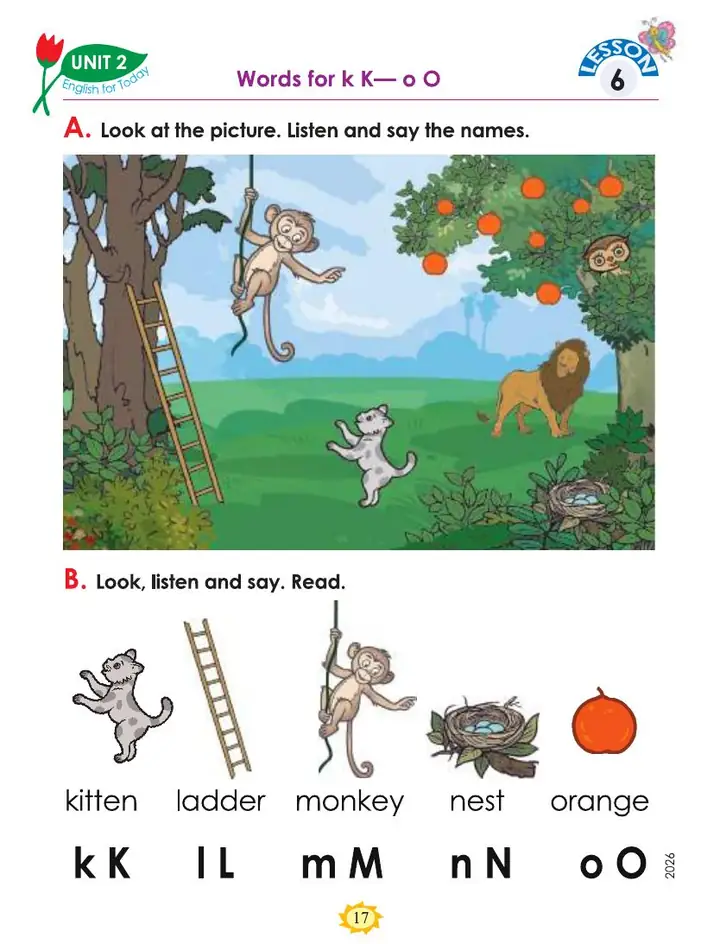 UNIT 2
English for Today
Words for k K— o O
LESSON
6
A. Look at the picture. Listen and say the names.
B. Look, listen and say. Read.
kitten ladder monkey nest orange
k K l L m M n N o O
2026
17